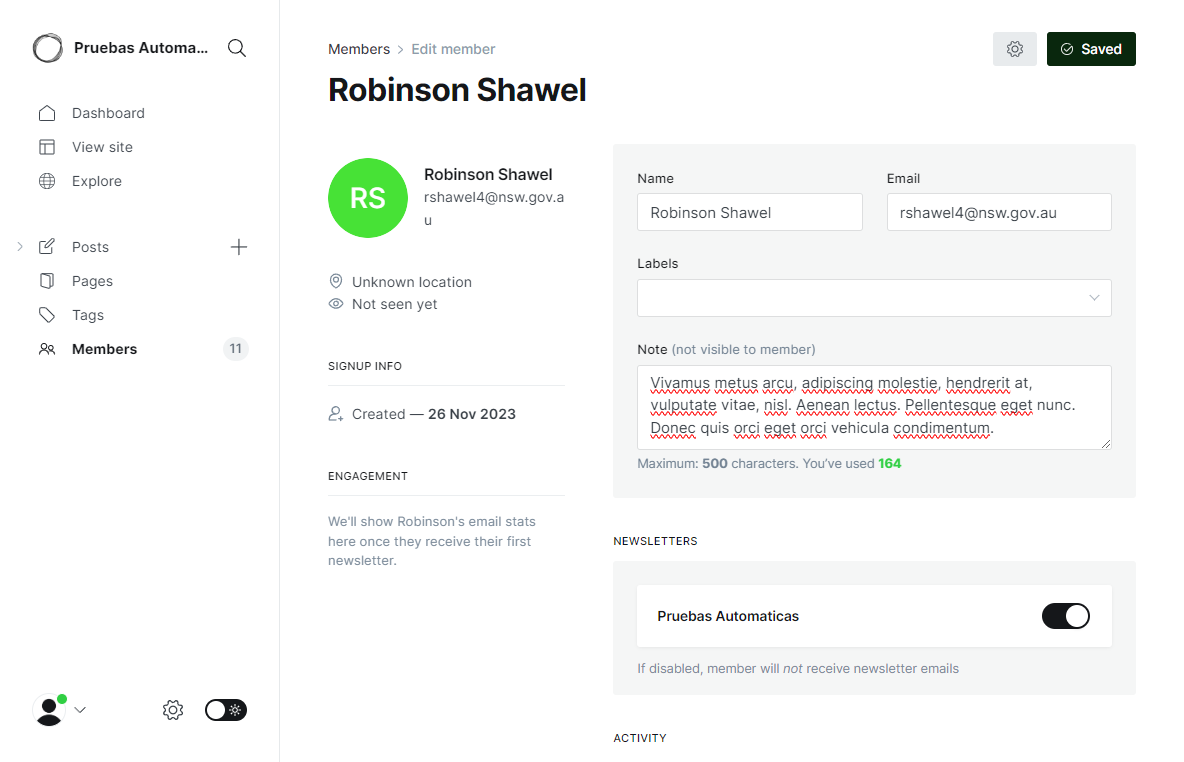 Pruebas Automa...
Dashboard
View site
Explore
Posts
Pages
Tags
Members
11
Members > Edit member
Saved
Robinson Shawel
RS
Robinson Shawel
rshawel4@nsw.gov.a
u
Unknown location
Not seen yet
SIGNUP INFO
Created — 26 Nov 2023
ENGAGEMENT
We'll show Robinson's email stats
here once they receive their first
newsletter.
Name
Robinson Shawel
Email
rshawel4@nsw.gov.au
Labels
Note (not visible to member)
Vivamus metus arcu, adipiscing molestie, hendrerit at,
vulputate vitae, nisl. Aenean lectus. Pellentesque eget nunc.
Donec quis orci eget orci vehicula condimentum.
Maximum: 500 characters. You've used 164
NEWSLETTERS
Pruebas Automaticas
If disabled, member will not receive newsletter emails
ACTIVITY